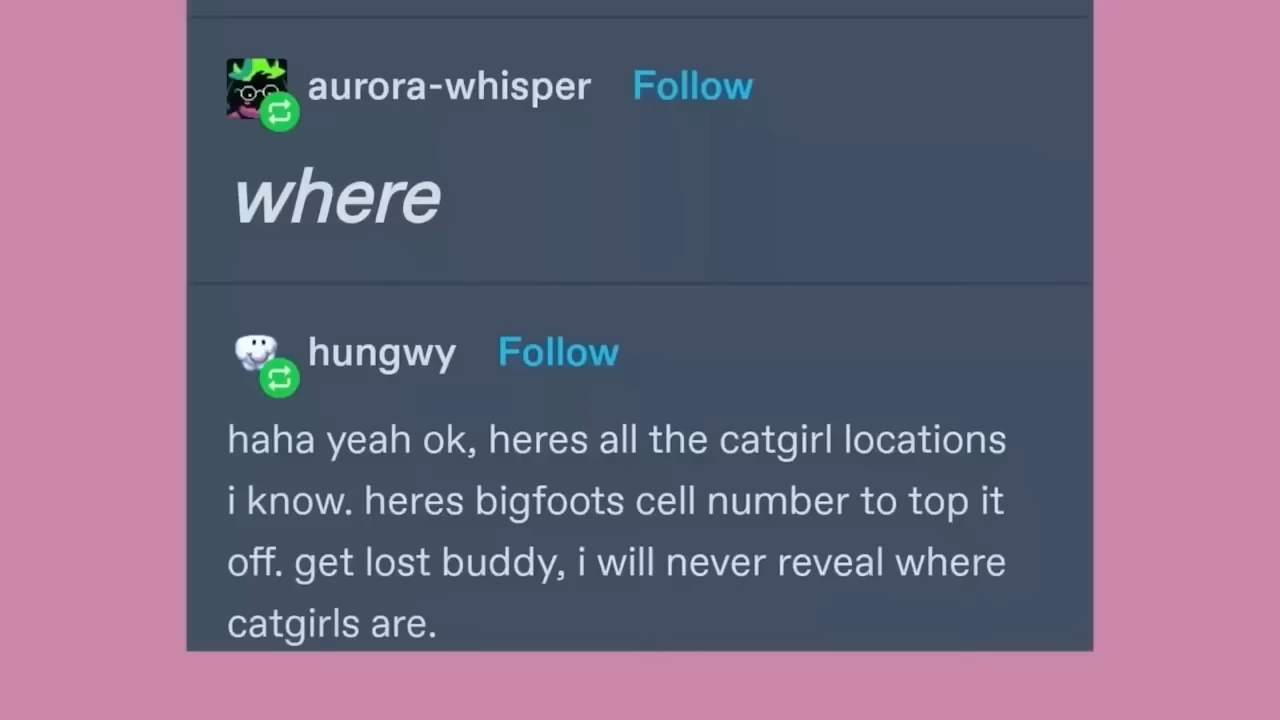 aurora-whisper Follow
where
hungwy Follow
haha yeah ok, heres all the catgirl locations
i know. heres bigfoots cell number to top it
off. get lost buddy, i will never reveal where
catgirls are.